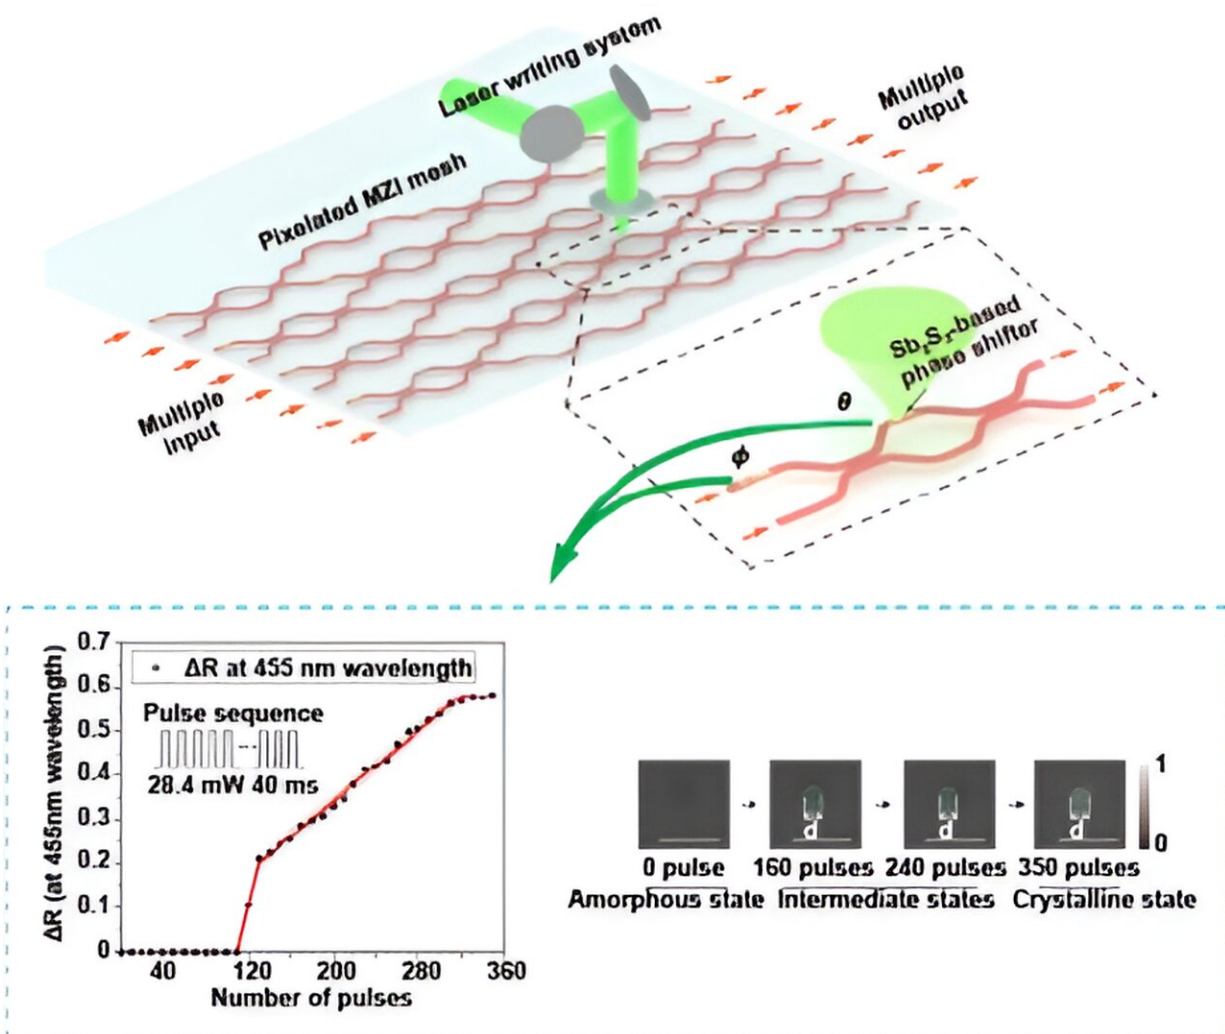 Laser writing system
Multiple
output
Pixelated MZI mesh
Sb₂S₃-based
phase shifter
Multiple
input
θ
ϕ
ΔR (at 455nm wavelength)
0.7
0.6
0.5
0.4
0.3
0.2
0.1
0
ΔR at 455 nm wavelength
Pulse sequence
28.4 mW 40 ms
40 120 200 280 360
Number of pulses
d d d
1
0
0 pulse 160 pulses 240 pulses 350 pulses
Amorphous state Intermediate states Crystalline state